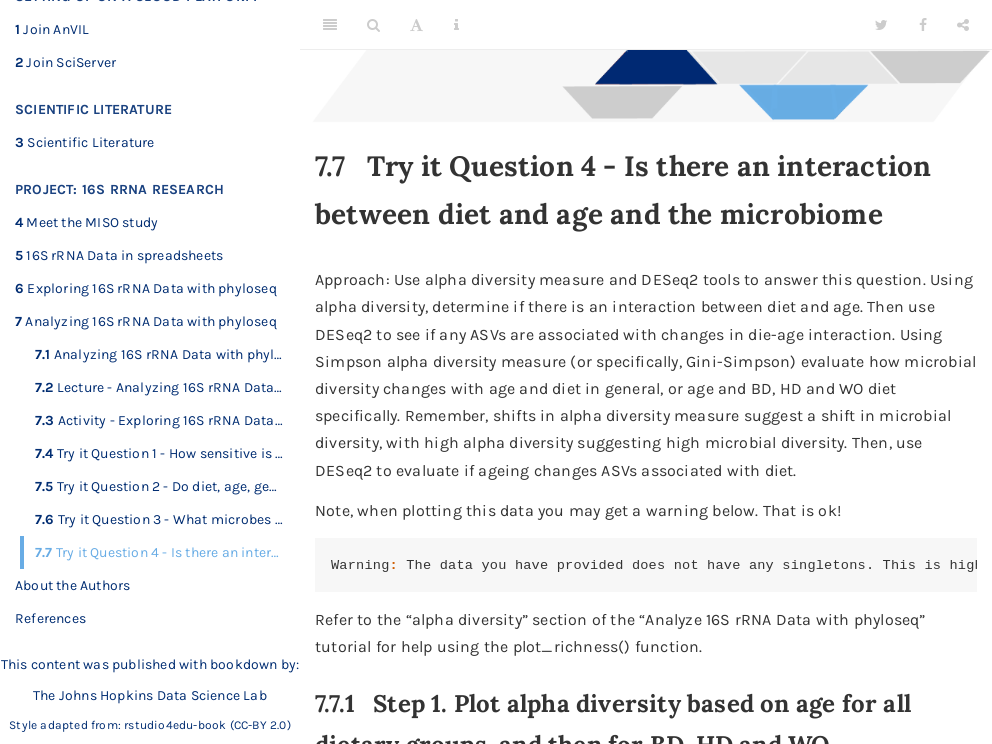 1 Join AnVIL
2 Join SciServer
SCIENTIFIC LITERATURE
3 Scientific Literature
PROJECT: 16S RRNA RESEARCH
4 Meet the MISO study
5 16S rRNA Data in spreadsheets
6 Exploring 16S rRNA Data with phyloseq
7 Analyzing 16S rRNA Data with phyloseq
7.1 Analyzing 16S rRNA Data with phyl…
7.2 Lecture - Analyzing 16S rRNA Data…
7.3 Activity - Exploring 16S rRNA Data…
7.4 Try it Question 1 - How sensitive is …
7.5 Try it Question 2 - Do diet, age, ge…
7.6 Try it Question 3 - What microbes …
7.7 Try it Question 4 - Is there an inter…
About the Authors
References
This content was published with bookdown by:
The Johns Hopkins Data Science Lab
Style adapted from: rstudio4edu-book (CC-BY 2.0)
7.7 Try it Question 4 - Is there an interaction
between diet and age and the microbiome
Approach: Use alpha diversity measure and DESeq2 tools to answer this question. Using
alpha diversity, determine if there is an interaction between diet and age. Then use
DESeq2 to see if any ASVs are associated with changes in die-age interaction. Using
Simpson alpha diversity measure (or specifically, Gini-Simpson) evaluate how microbial
diversity changes with age and diet in general, or age and BD, HD and WO diet
specifically. Remember, shifts in alpha diversity measure suggest a shift in microbial
diversity, with high alpha diversity suggesting high microbial diversity. Then, use
DESeq2 to evaluate if ageing changes ASVs associated with diet.
Note, when plotting this data you may get a warning below. That is ok!
Warning: The data you have provided does not have any singletons. This is high
Refer to the “alpha diversity” section of the “Analyze 16S rRNA Data with phyloseq”
tutorial for help using the plot_richness() function.
7.7.1 Step 1. Plot alpha diversity based on age for all
dietary groups, and then for BD, HD and WO